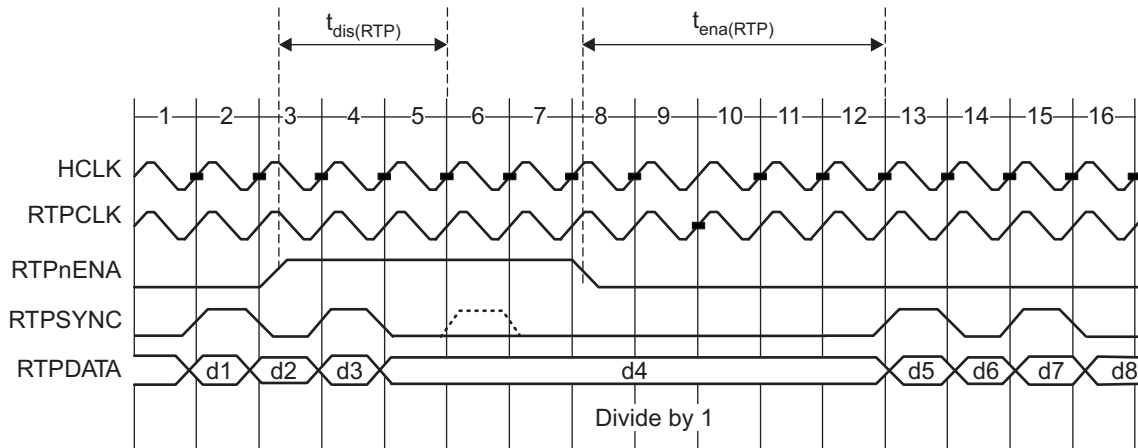 tdis(RTP) tena(RTP)
1 2 3 4 5 6 7 8 9 10 11 12 13 14 15 16
HCLK
RTPCLK
RTPnENA
RTPSYNC
RTPDATA d1 d2 d3 d4 d5 d6 d7 d8
Divide by 1